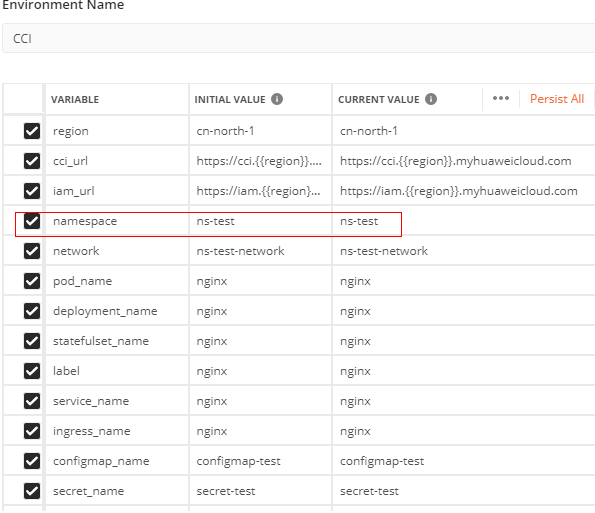 Environment Name
CCI
VARIABLE INITIAL VALUE CURRENT VALUE ••• Persist All
region cn-north-1 cn-north-1
cci_url https://cci.{{region}}.... https://cci.{{region}}.myhuaweicloud.com
iam_url https://iam.{{region}... https://iam.{{region}}.myhuaweicloud.com
namespace ns-test ns-test
network ns-test-network ns-test-network
pod_name nginx nginx
deployment_name nginx nginx
statefulset_name nginx nginx
label nginx nginx
service_name nginx nginx
ingress_name nginx nginx
configmap_name configmap-test configmap-test
secret_name secret-test secret-test